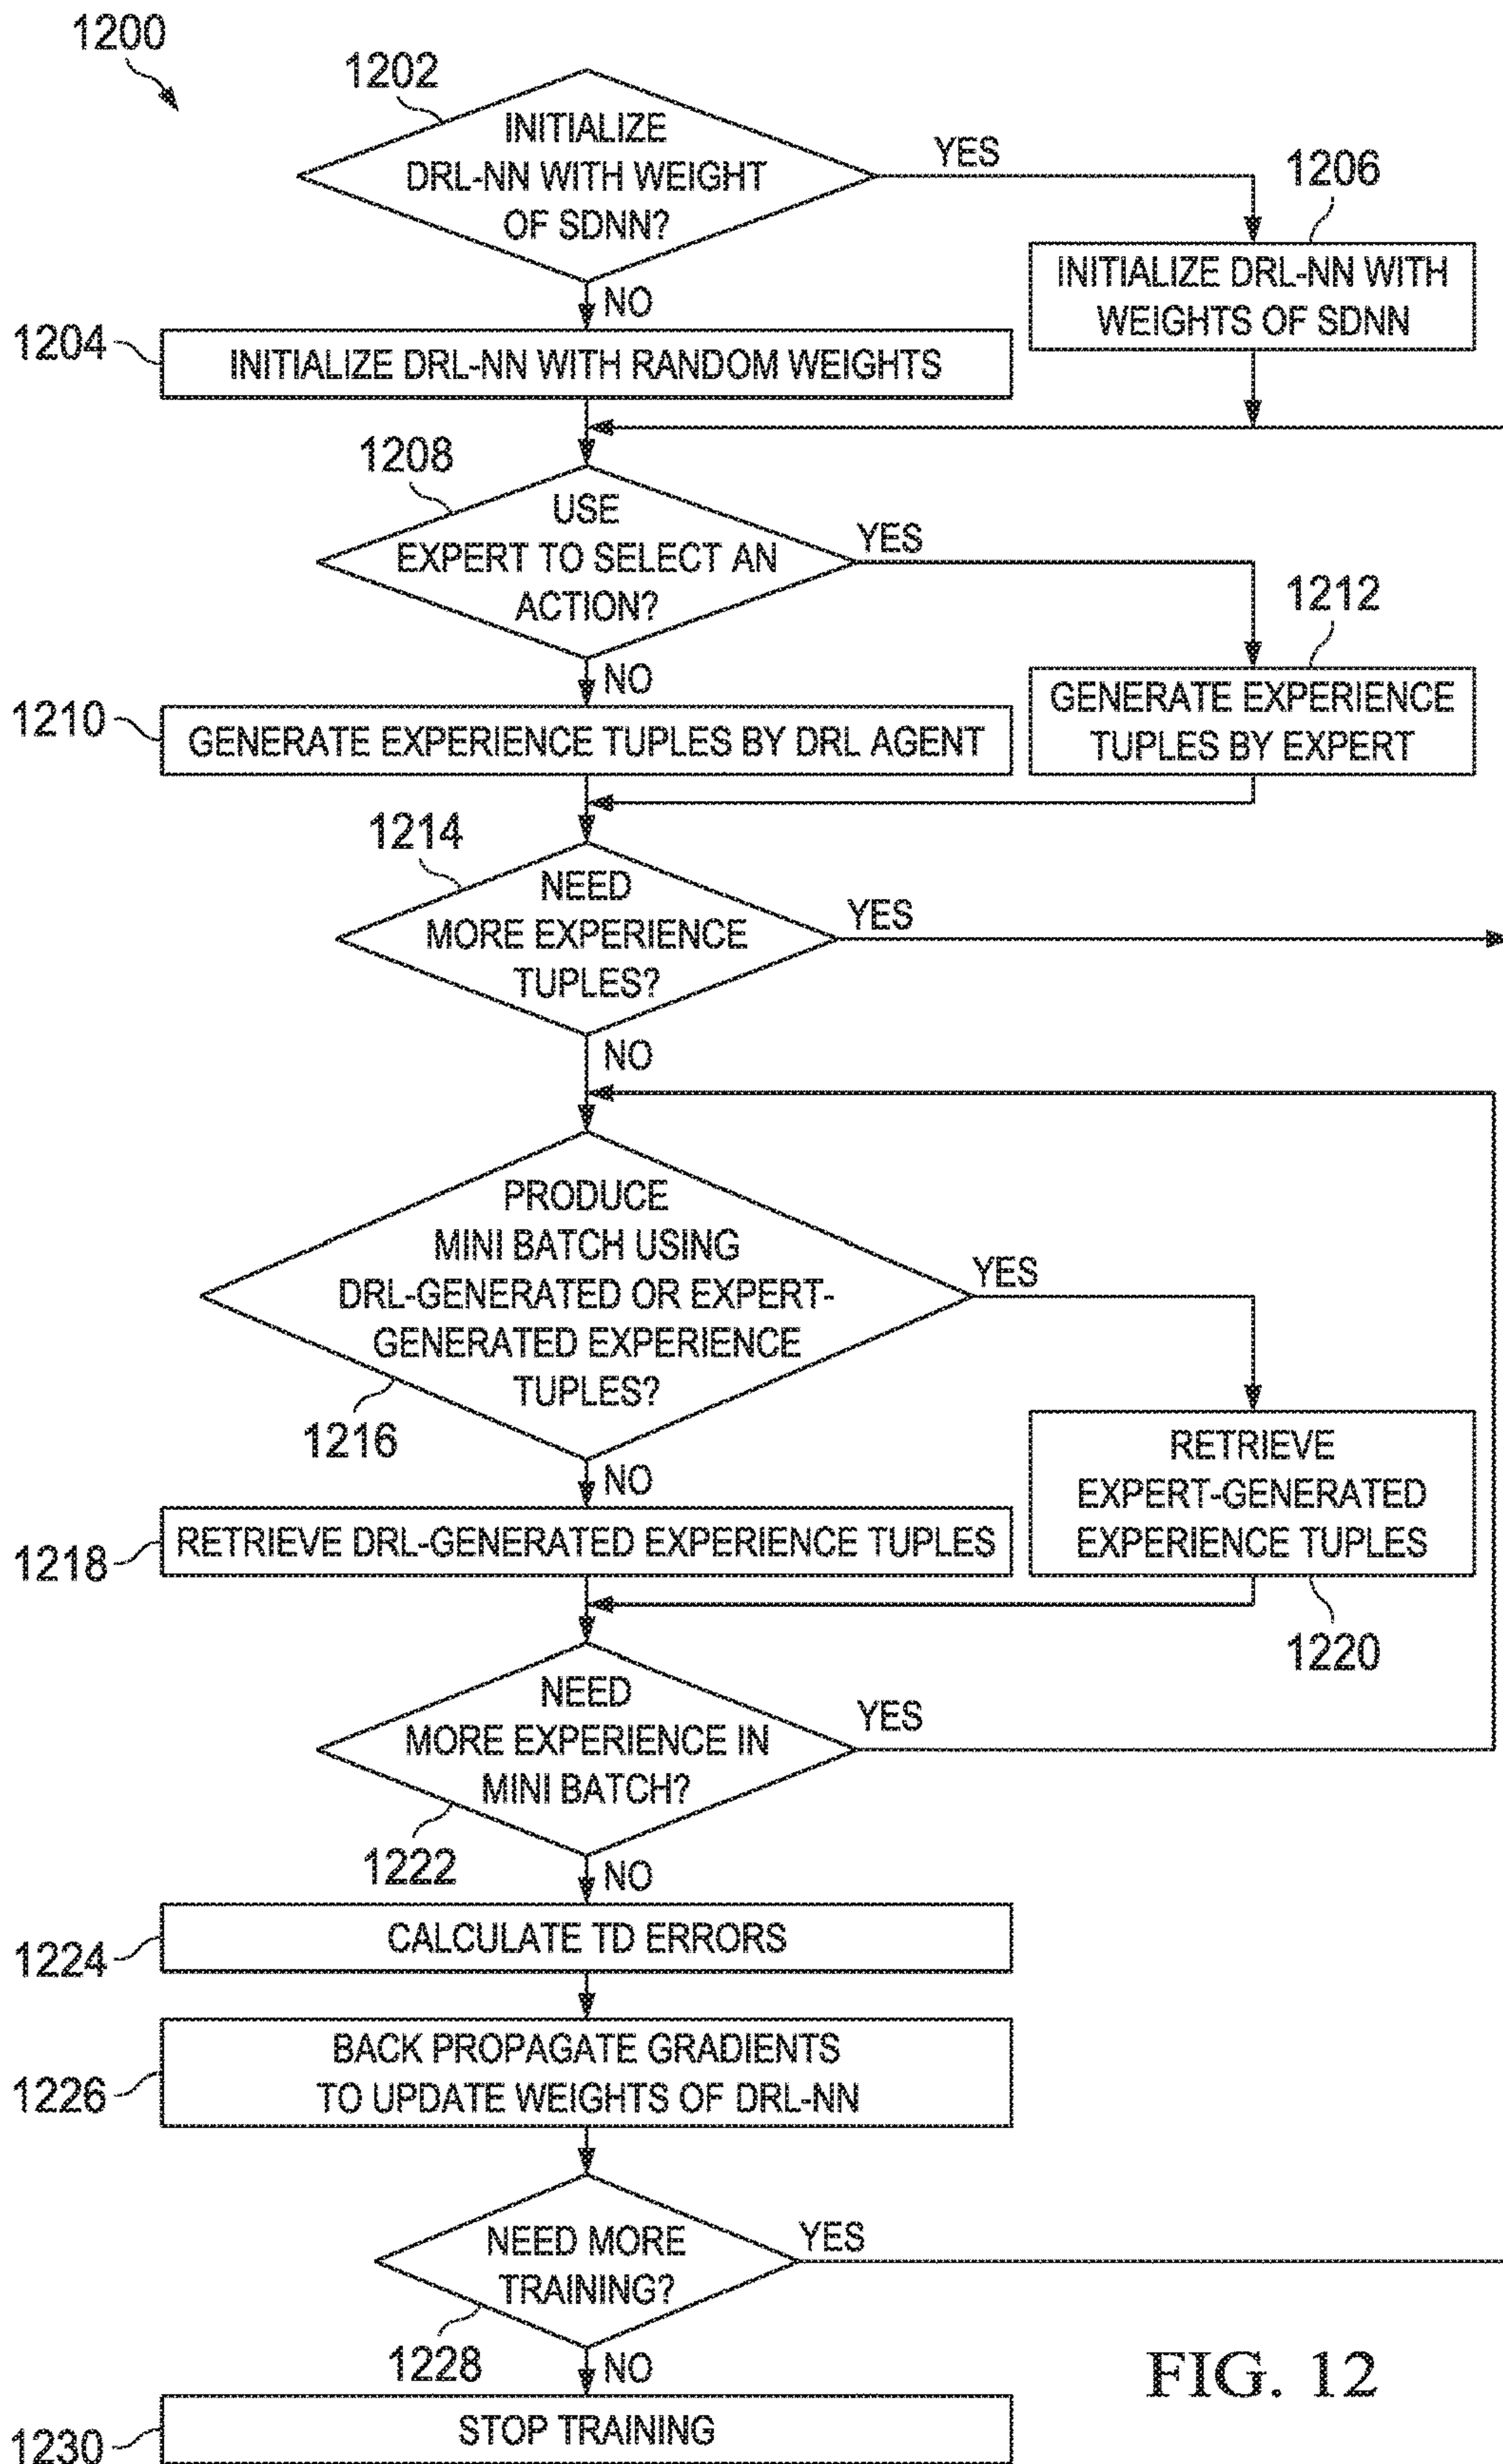 1200
1202
INITIALIZE
DRL-NN WITH WEIGHT
OF SDNN?
YES
1206
INITIALIZE DRL-NN WITH
WEIGHTS OF SDNN
NO
1204
INITIALIZE DRL-NN WITH RANDOM WEIGHTS
1208
USE
EXPERT TO SELECT AN
ACTION?
YES
1212
GENERATE EXPERIENCE
TUPLES BY EXPERT
NO
1210
GENERATE EXPERIENCE TUPLES BY DRL AGENT
1214
NEED
MORE EXPERIENCE
TUPLES?
YES
NO
PRODUCE
MINI BATCH USING
DRL-GENERATED OR EXPERT-
GENERATED EXPERIENCE
TUPLES?
YES
1216
RETRIEVE
EXPERT-GENERATED
EXPERIENCE TUPLES
NO
1218
RETRIEVE DRL-GENERATED EXPERIENCE TUPLES
1220
NEED
MORE EXPERIENCE IN
MINI BATCH?
YES
1222
NO
1224
CALCULATE TD ERRORS
1226
BACK PROPAGATE GRADIENTS
TO UPDATE WEIGHTS OF DRL-NN
NEED MORE
TRAINING?
YES
1228
NO
1230
STOP TRAINING
FIG. 12